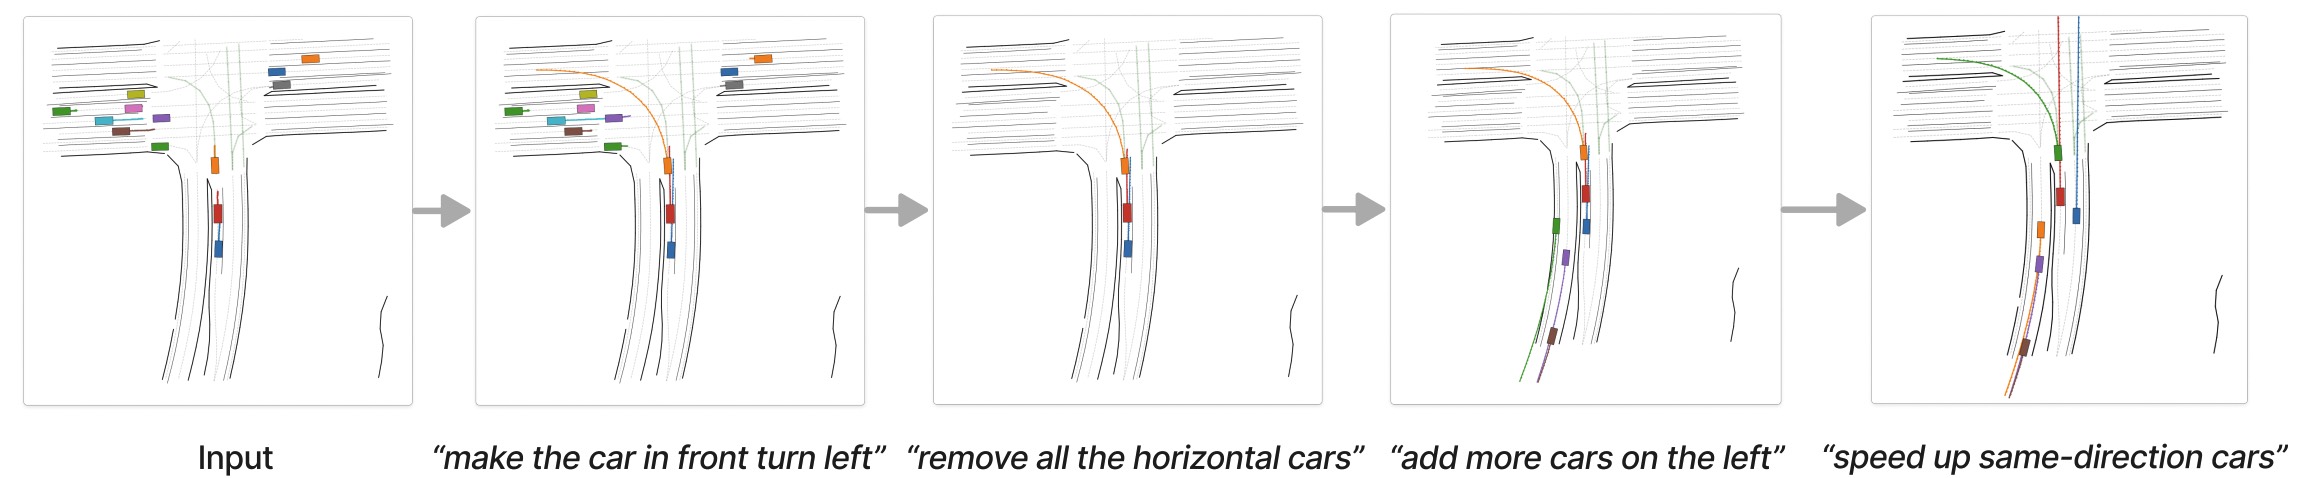 Input
“make the car in front turn left”
“remove all the horizontal cars”
“add more cars on the left”
“speed up same-direction cars”